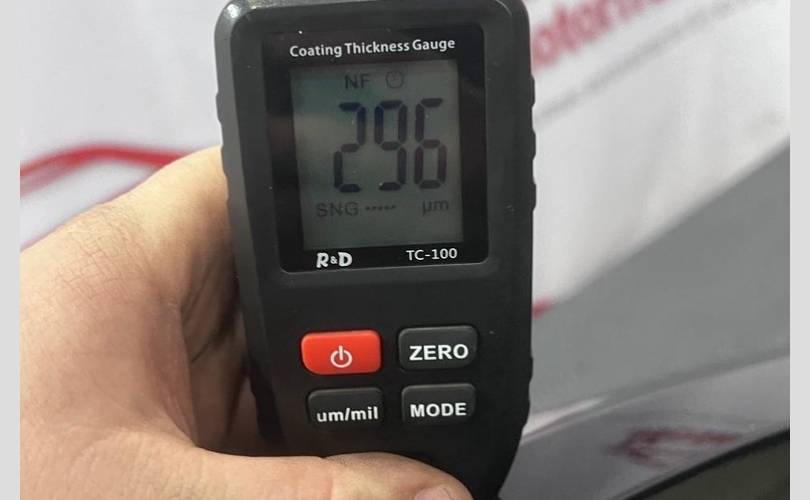 Coating Thickness Gauge
NF
296
SNG ----- µm
R&D TC-100
ZERO
um/mil MODE